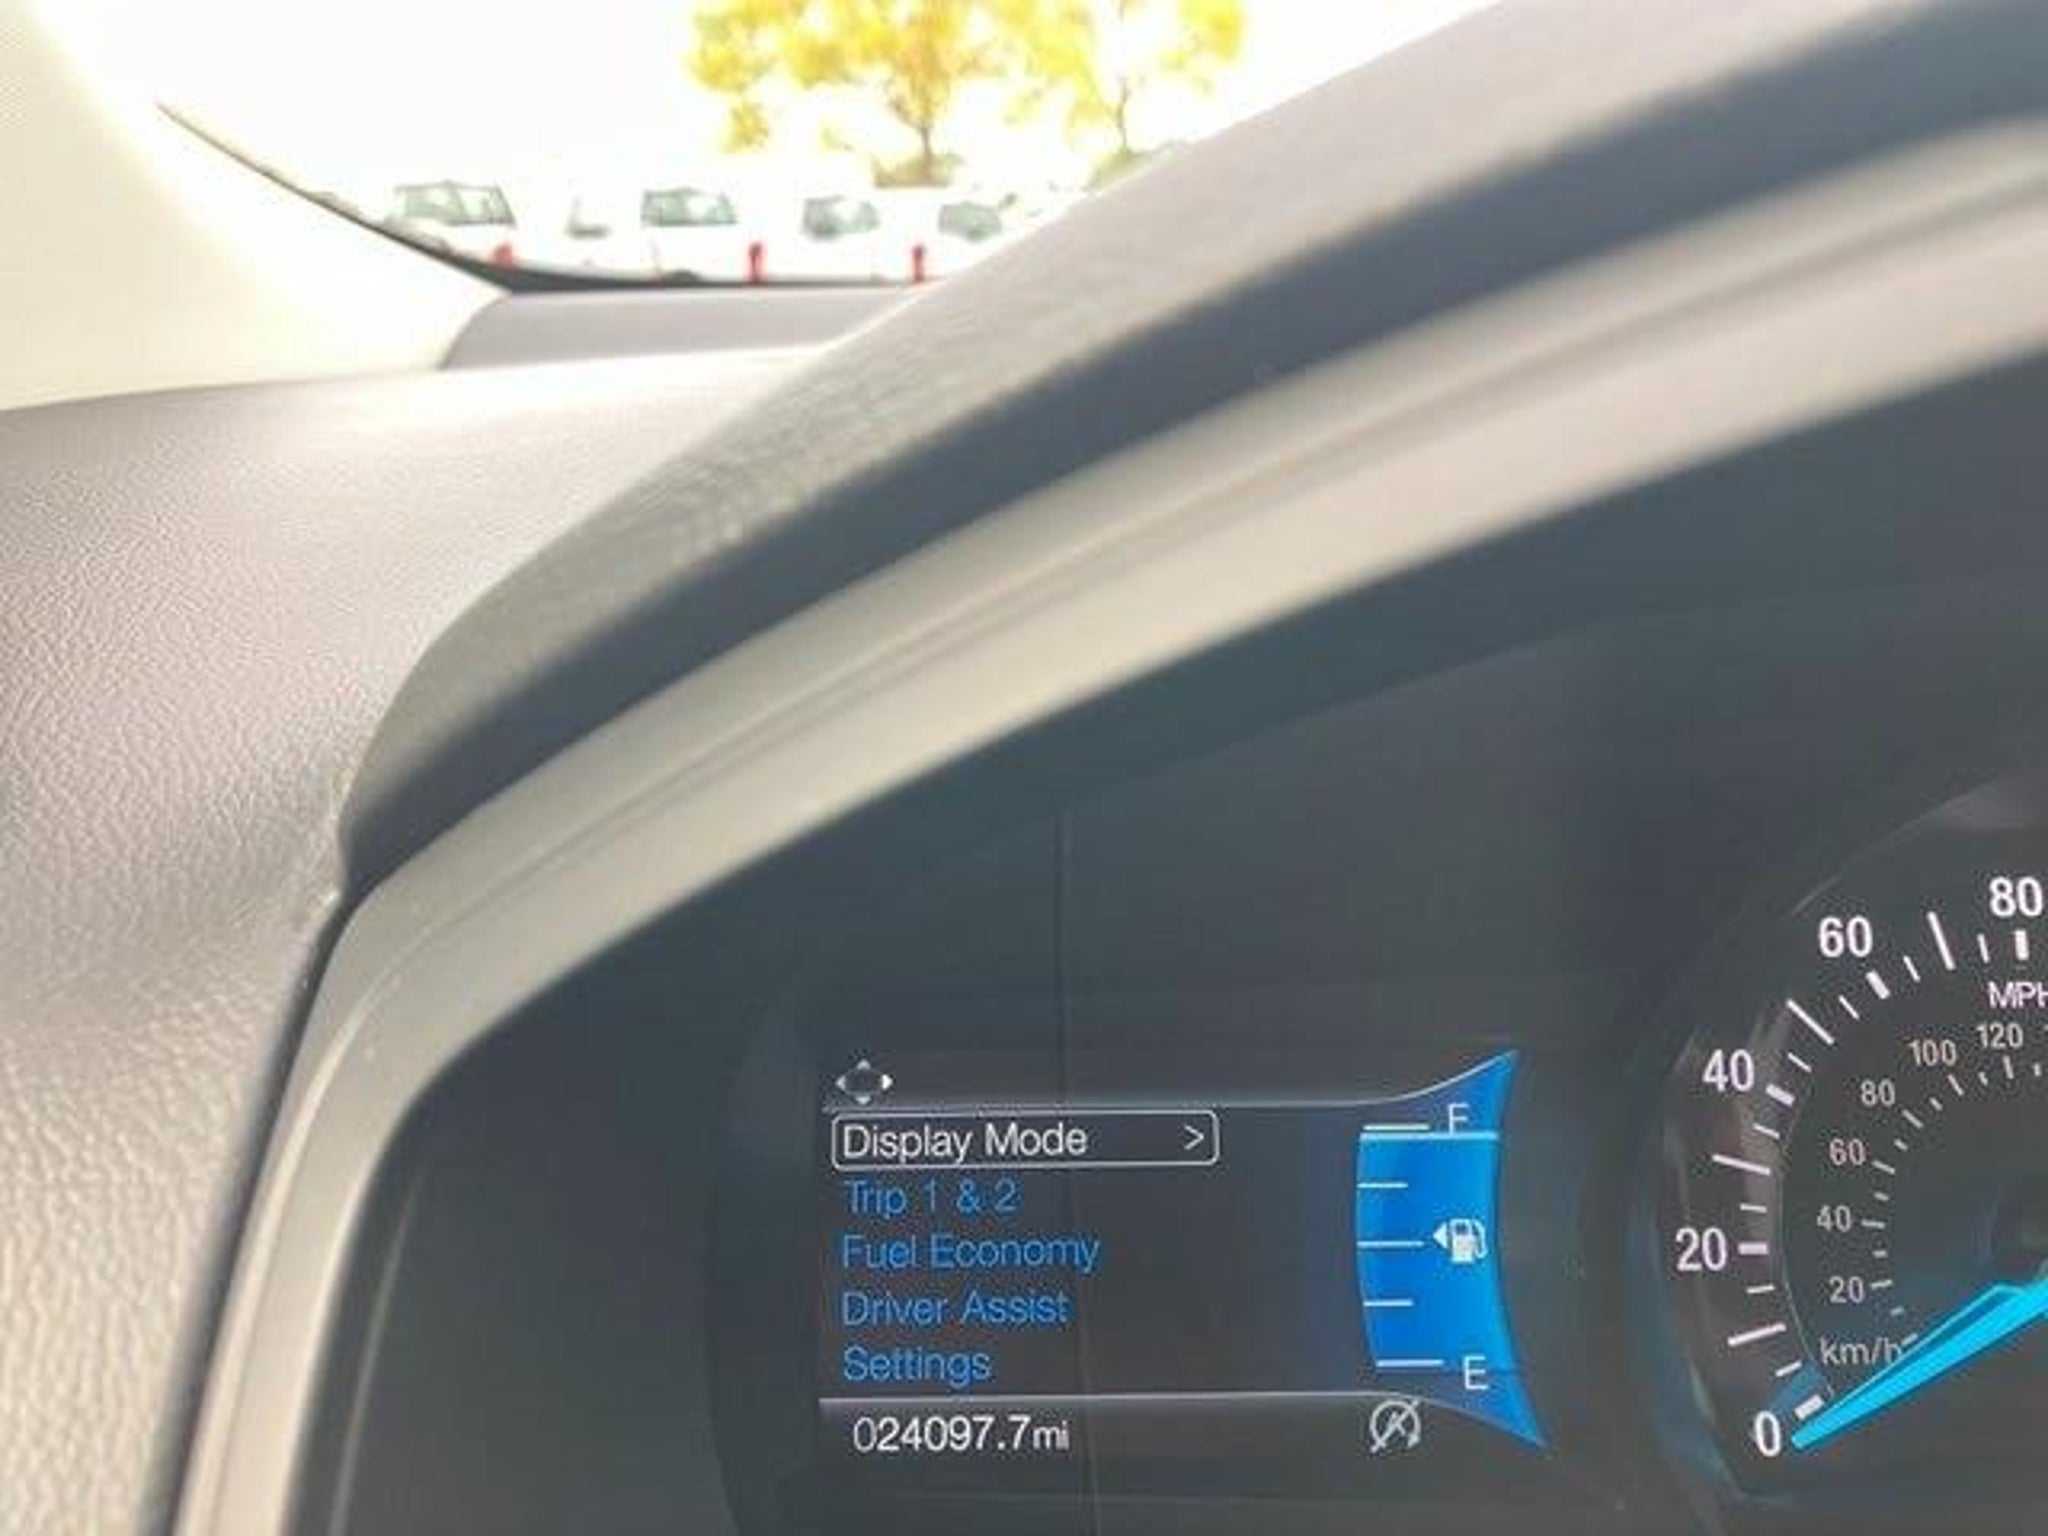 Display Mode >
Trip 1 & 2
Fuel Economy
Driver Assist
Settings
024097.7mi
F
E
80
60
MPH
120
100
40
80
60
40
20
20
km/h
0